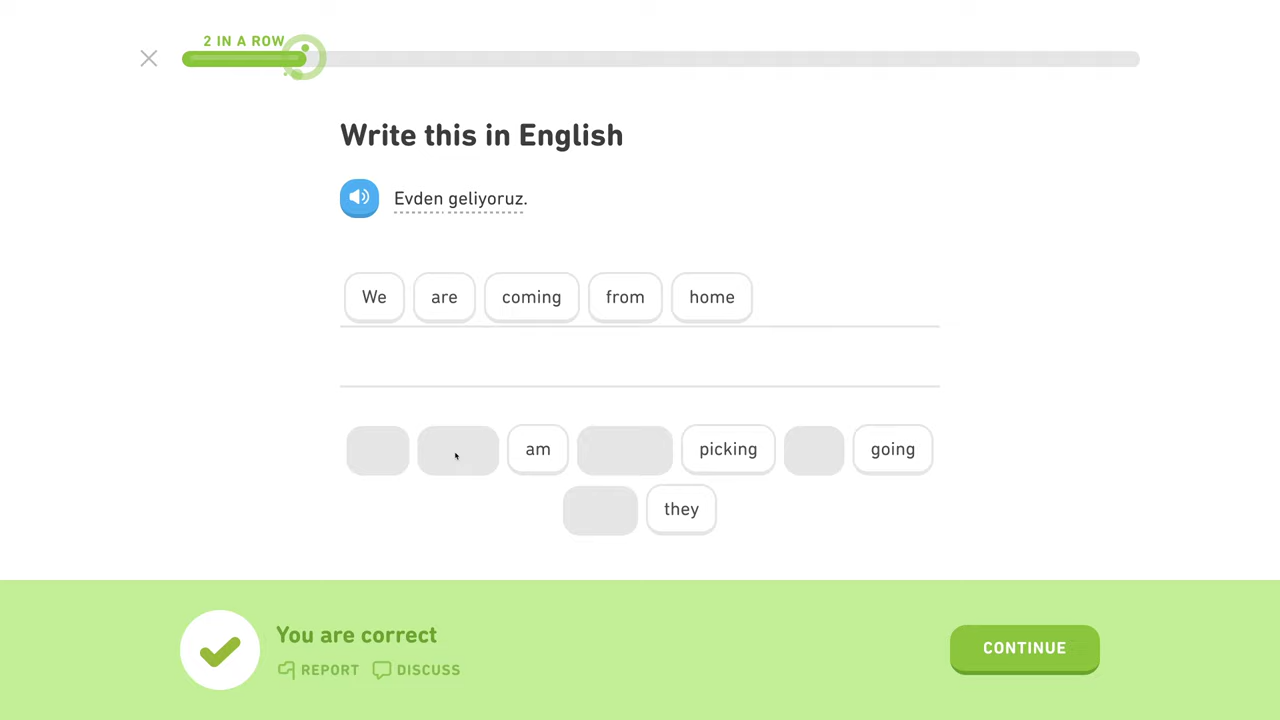 2 IN A ROW
Write this in English
Evden geliyoruz.
We are coming from home
am picking going
they
You are correct
REPORT DISCUSS
CONTINUE